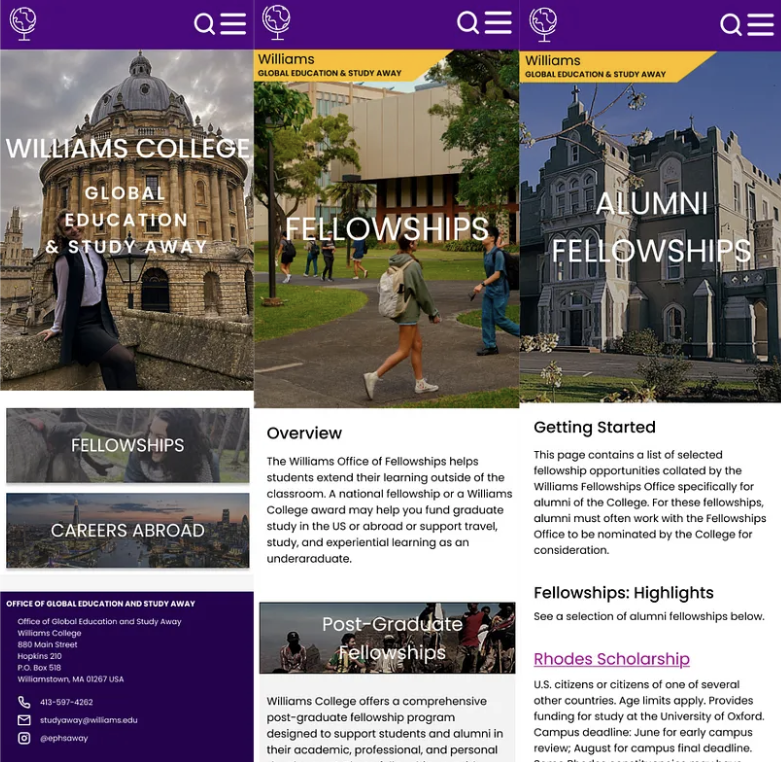 WILLIAMS COLLEGE
GLOBAL
EDUCATION
& STUDY AWAY
FELLOWSHIPS
CAREERS ABROAD
OFFICE OF GLOBAL EDUCATION AND STUDY AWAY
Office of Global Education and Study Away
Williams College
880 Main Street
Hopkins 210
P.O. Box 518
Williamstown, MA 01267 USA
413-597-4262
studyaway@williams.edu
@ephsaway
Williams
GLOBAL EDUCATION & STUDY AWAY
FELLOWSHIPS
Overview
The Williams Office of Fellowships helps
students extend their learning outside of the
classroom. A national fellowship or a Williams
College award may help you fund graduate
study in the US or abroad or support travel,
study, and experiential learning as an
underaraduate.
Post-Graduate
Fellowships
Williams College offers a comprehensive
post-graduate fellowship program
designed to support students and alumni in
their academic, professional, and personal
Williams
GLOBAL EDUCATION & STUDY AWAY
ALUMNI
FELLOWSHIPS
Getting Started
This page contains a list of selected
fellowship opportunities collated by the
Williams Fellowships Office specifically for
alumni of the College. For these fellowships,
alumni must often work with the Fellowships
Office to be nominated by the College for
consideration.
Fellowships: Highlights
See a selection of alumni fellowships below.
Rhodes Scholarship
U.S. citizens or citizens of one of several
other countries. Age limits apply. Provides
funding for study at the University of Oxford.
Campus deadline: June for early campus
review; August for campus final deadline.